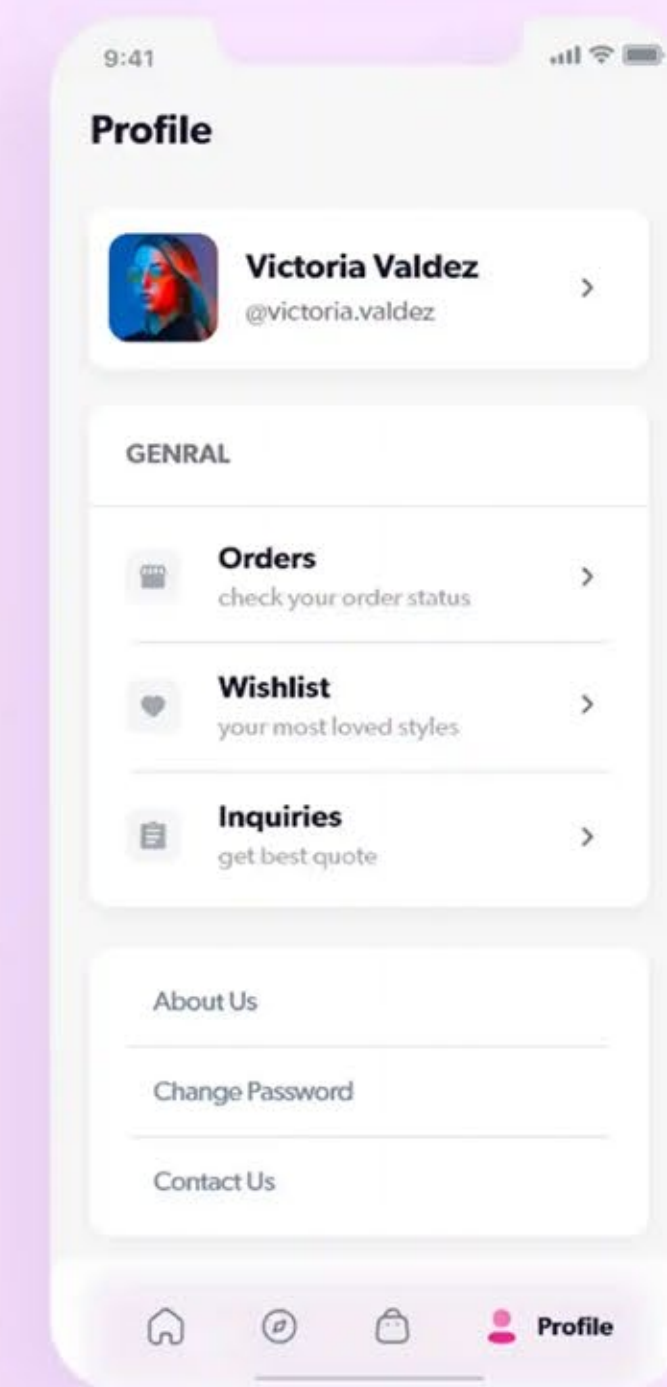 9:41
Profile
Victoria Valdez
@victoria.valdez
GENRAL
Orders
check your order status
Wishlist
your most loved styles
Inquiries
get best quote
About Us
Change Password
Contact Us
Profile